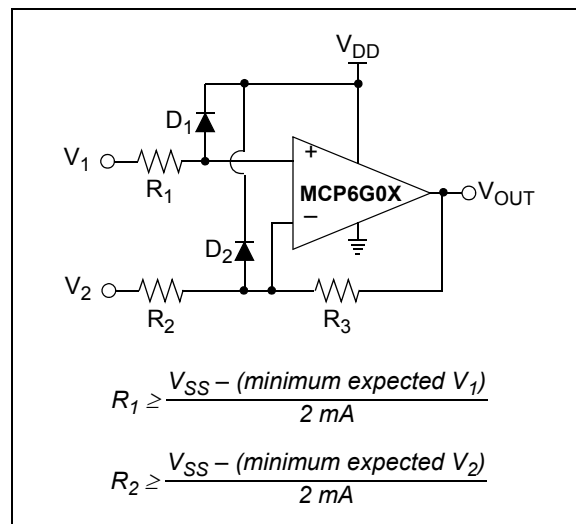 V_DD
D_1
V_1
R_1
+
MCP6G0X
–
V_OUT
D_2
V_2
R_2
R_3
R_1 ≥ V_SS – (minimum expected V_1) / 2 mA
R_2 ≥ V_SS – (minimum expected V_2) / 2 mA